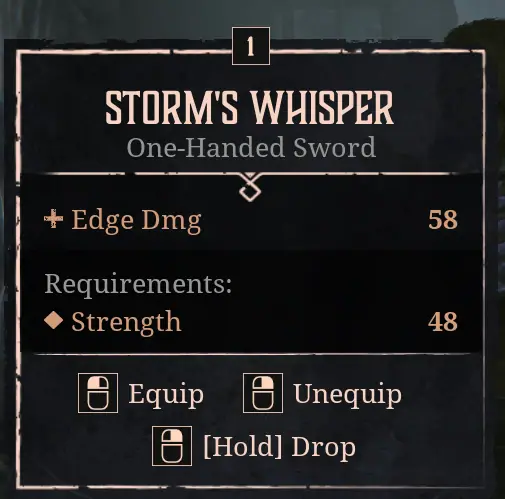 1
STORM'S WHISPER
One-Handed Sword
Edge Dmg 58
Requirements:
Strength 48
Equip Unequip
[Hold] Drop